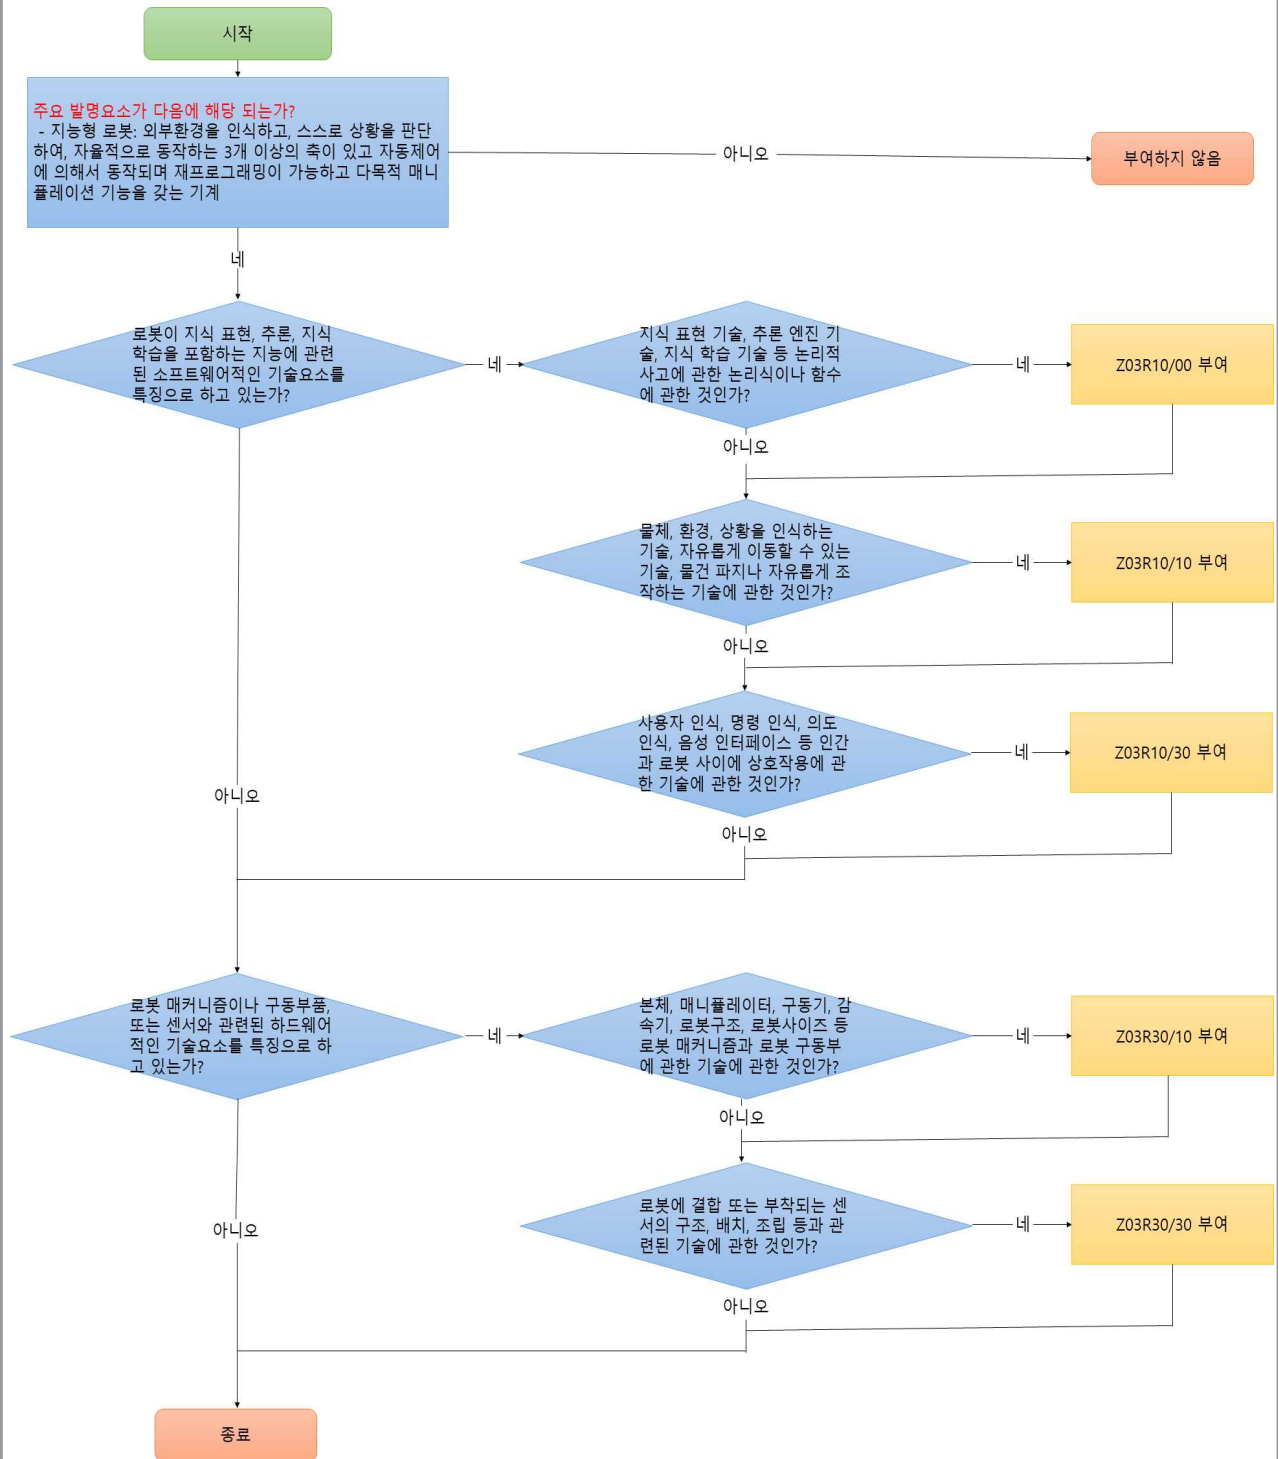 시작
주요 발명요소가 다음에 해당 되는가?
- 지능형 로봇: 외부환경을 인식하고, 스스로 상황을 판단
하여, 자율적으로 동작하는 3개 이상의 축이 있고 자동제어
에 의해서 동작되며 재프로그래밍이 가능하고 다목적 매니
퓰레이션 기능을 갖는 기계
아니오
부여하지 않음
네
로봇이 지식 표현, 추론, 지식
학습을 포함하는 지능에 관련
된 소프트웨어적인 기술요소를
특징으로 하고 있는가?
네
지식 표현 기술, 추론 엔진 기
술, 지식 학습 기술 등 논리적
사고에 관한 논리식이나 함수
에 관한 것인가?
네
Z03R10/00 부여
아니오
물체, 환경, 상황을 인식하는
기술, 자유롭게 이동할 수 있는
기술, 물건 파지나 자유롭게 조
작하는 기술에 관한 것인가?
네
Z03R10/10 부여
아니오
사용자 인식, 명령 인식, 의도
인식, 음성 인터페이스 등 인간
과 로봇 사이에 상호작용에 관
한 기술에 관한 것인가?
네
Z03R10/30 부여
아니오
아니오
로봇 매커니즘이나 구동부품,
또는 센서와 관련된 하드웨어
적인 기술요소를 특징으로 하
고 있는가?
네
본체, 매니퓰레이터, 구동기, 감
속기, 로봇구조, 로봇사이즈 등
로봇 매커니즘과 로봇 구동부
에 관한 기술에 관한 것인가?
네
Z03R30/10 부여
아니오
로봇에 결합 또는 부착되는 센
서의 구조, 배치, 조립 등과 관
련된 기술에 관한 것인가?
네
Z03R30/30 부여
아니오
아니오
종료